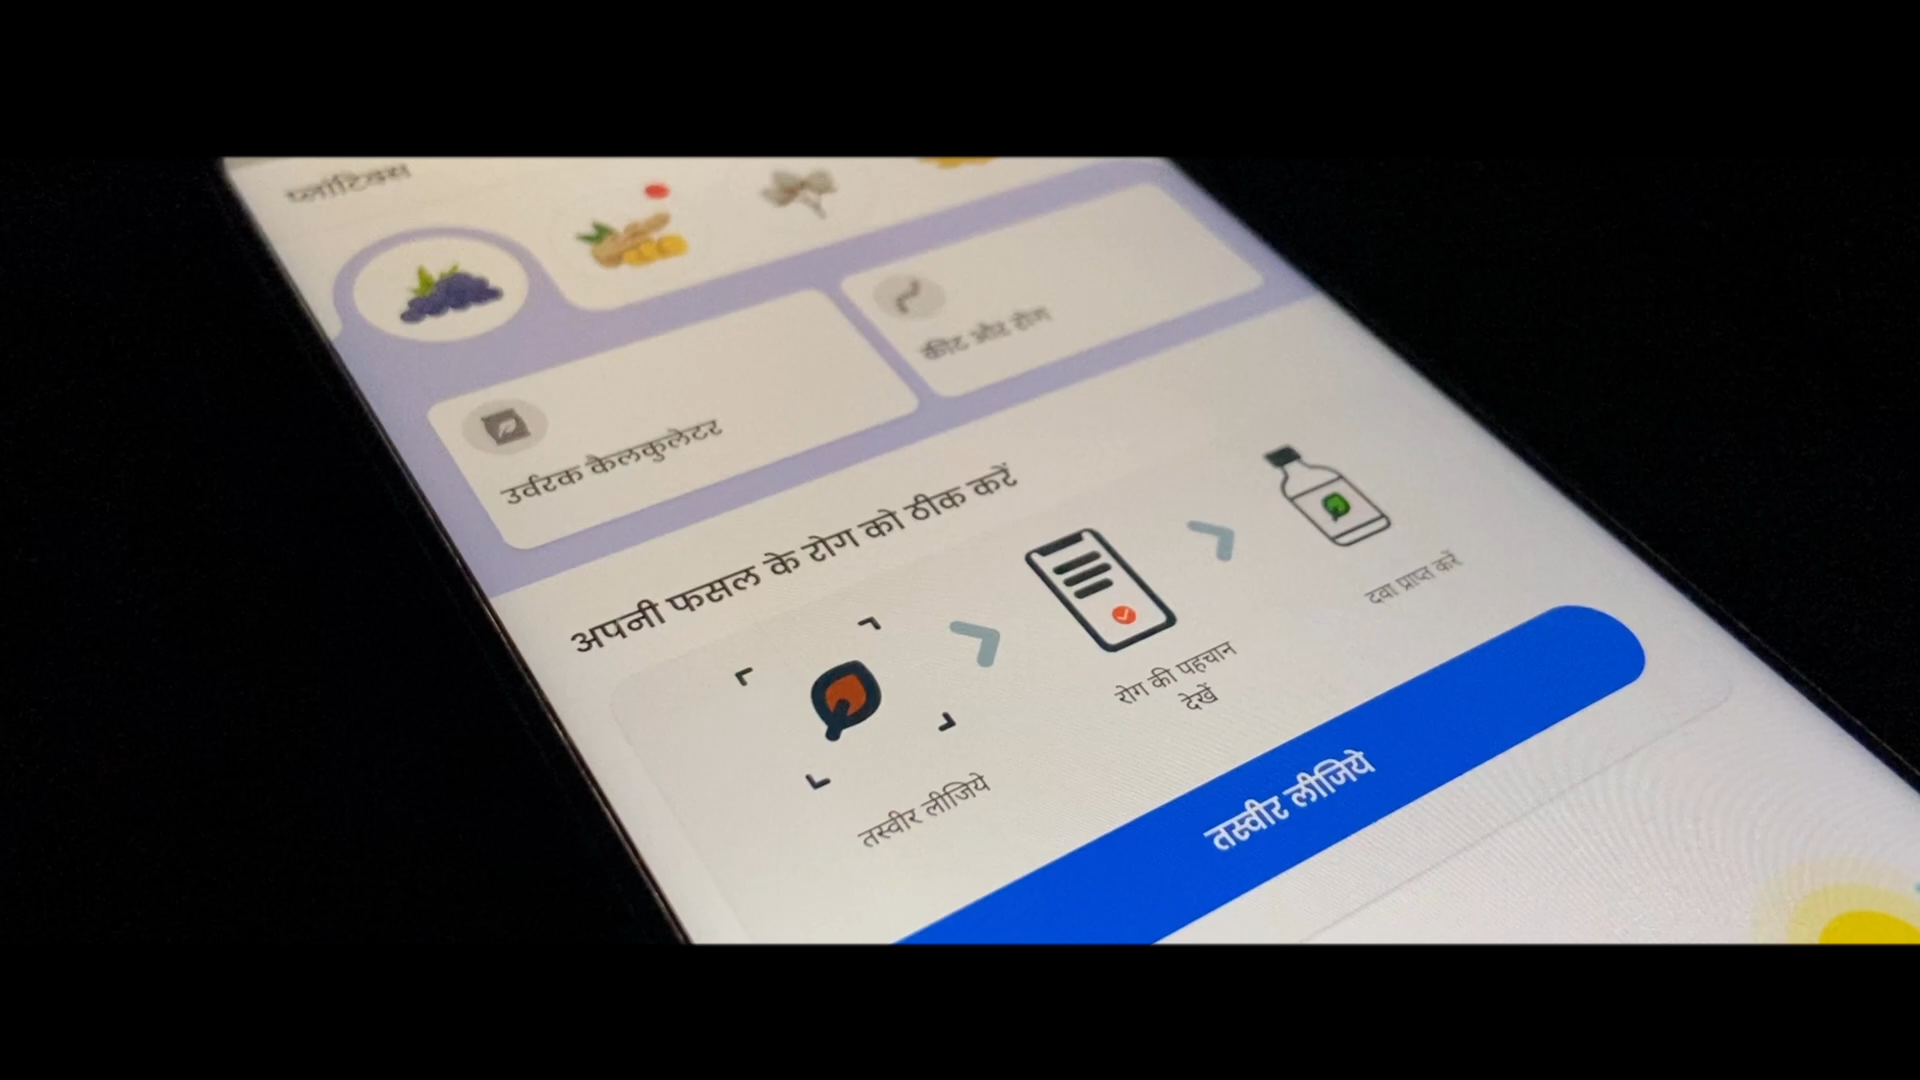 प्लांटिक्स
कीट और रोग
उर्वरक कैलकुलेटर
अपनी फसल के रोग को ठीक करें
तस्वीर लीजिये
रोग की पहचान
देखें
दवा प्राप्त करें
तस्वीर लीजिये